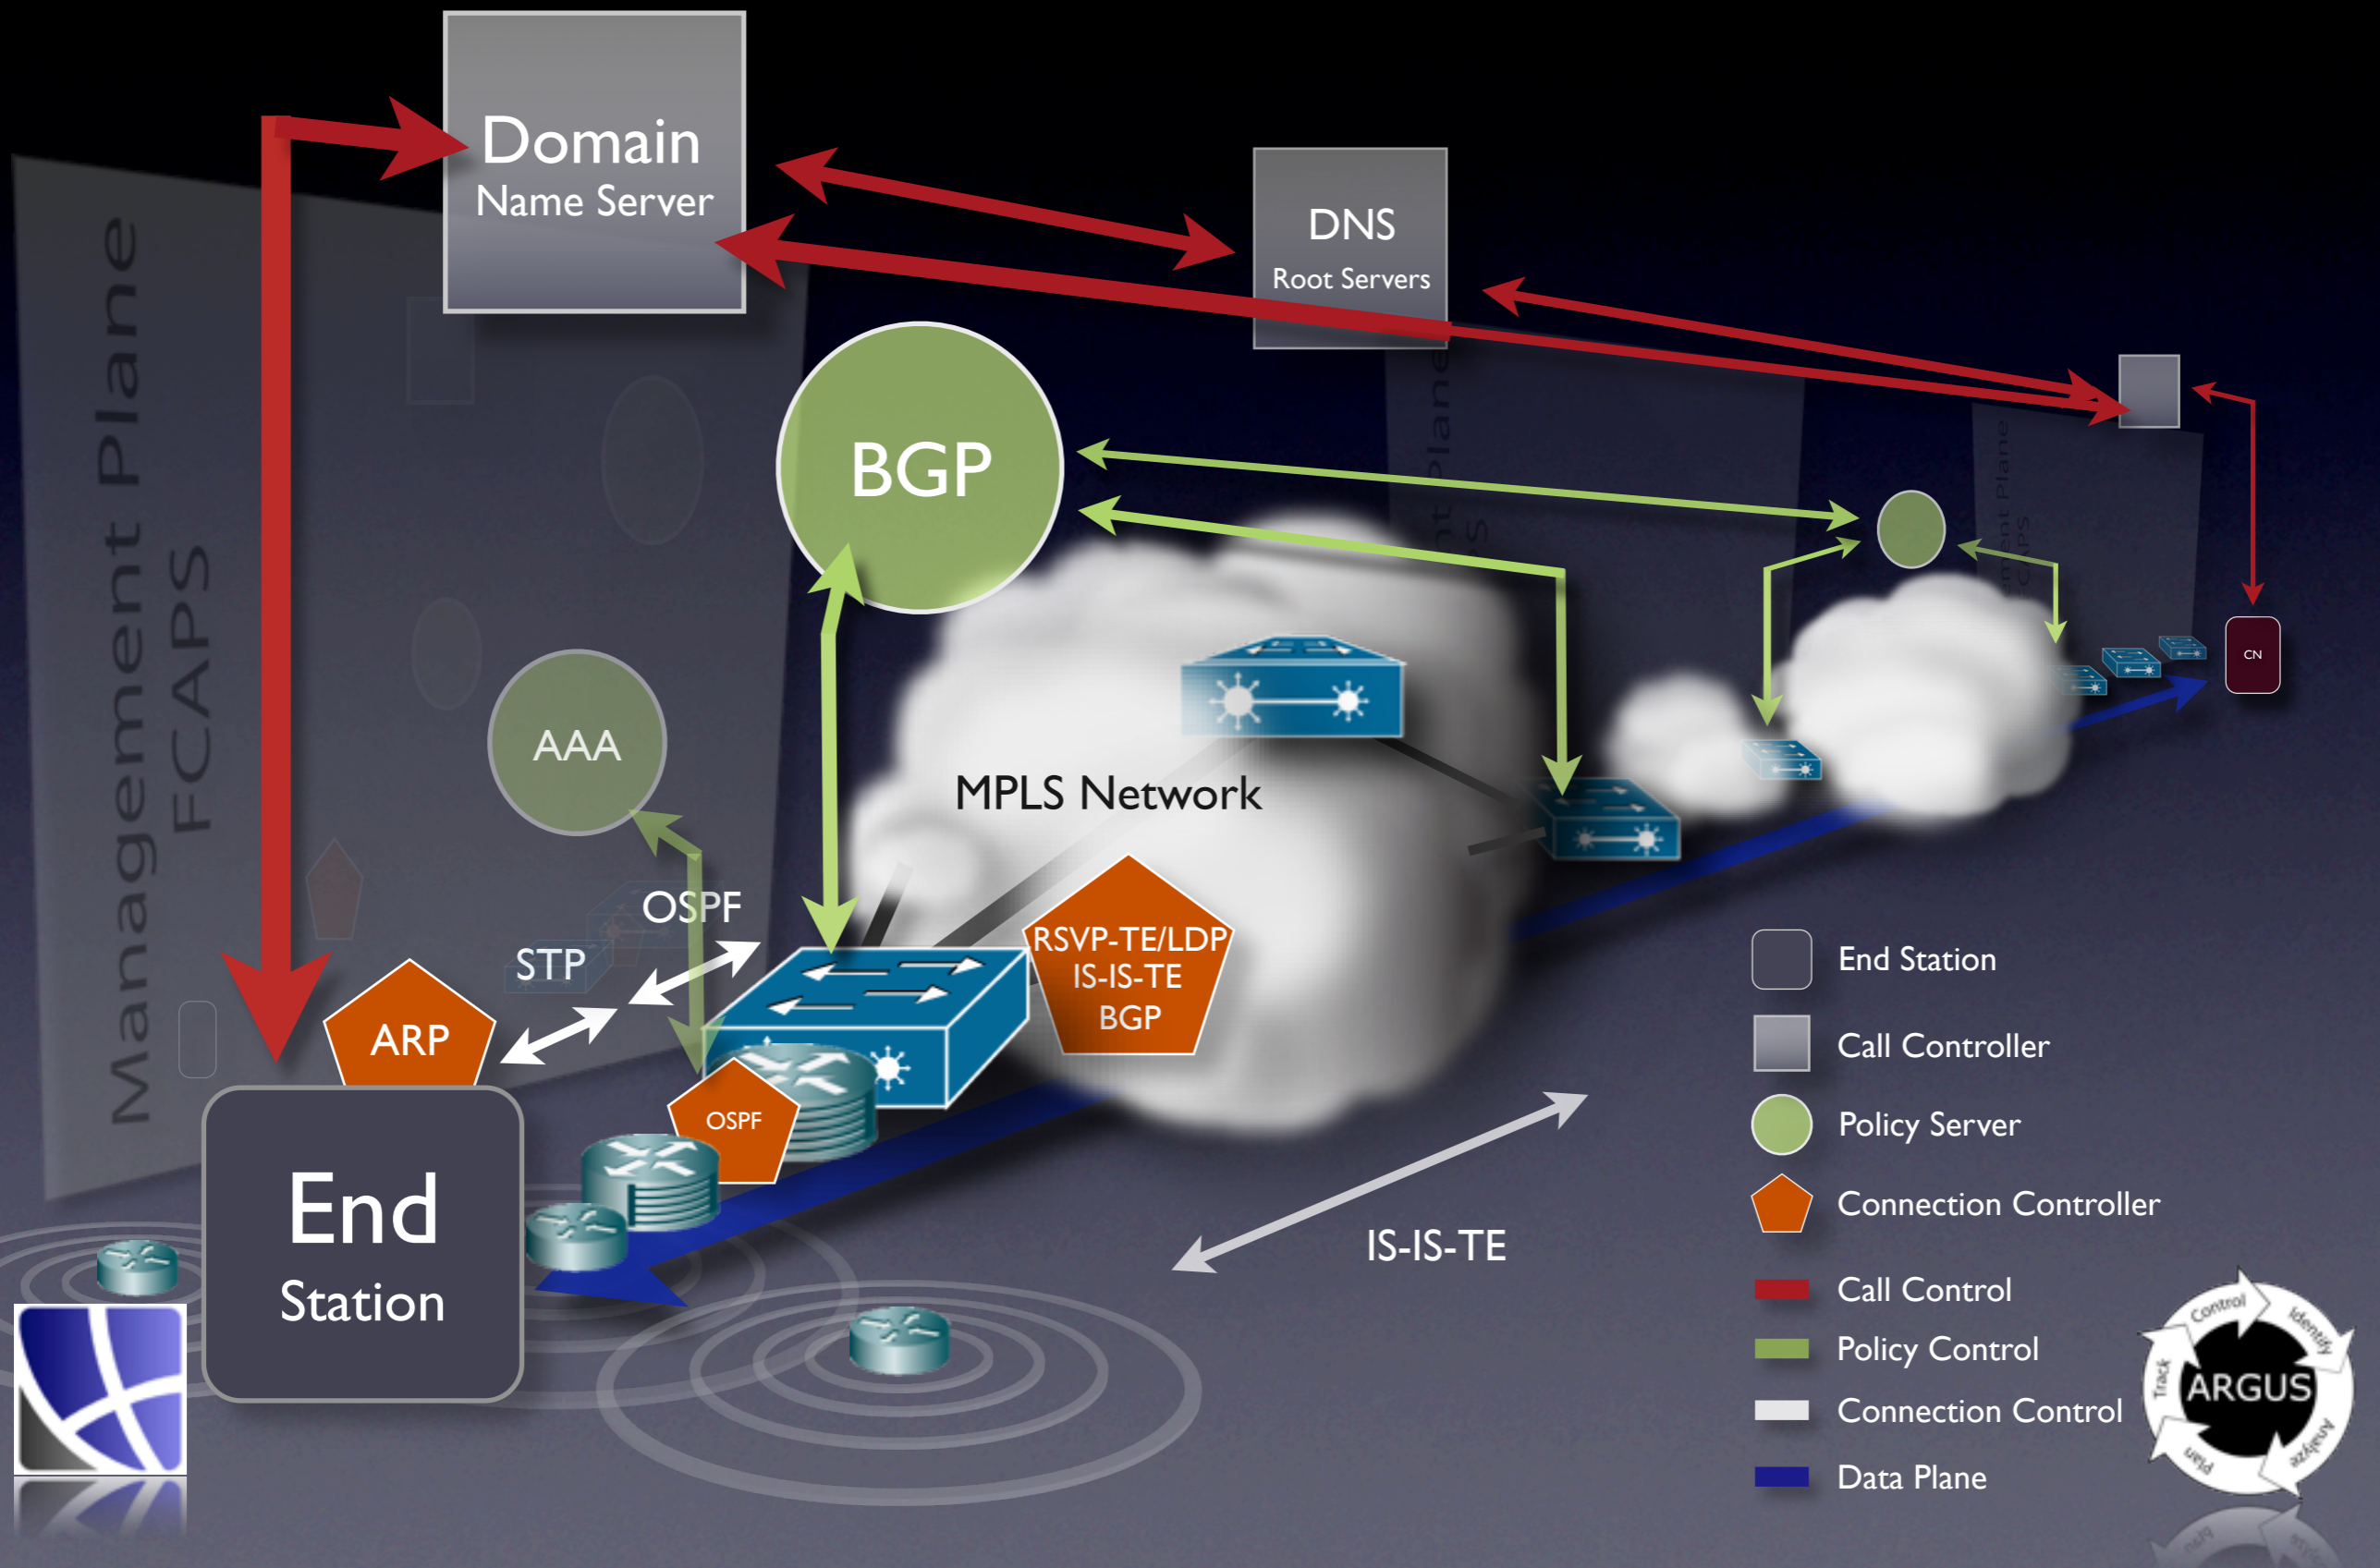 Domain
Name Server
DNS
Root Servers
Management Plane
FCAPS
BGP
AAA
MPLS Network
CN
OSPF
STP
ARP
RSVP-TE/LDP
IS-IS-TE
BGP
OSPF
End
Station
IS-IS-TE
End Station
Call Controller
Policy Server
Connection Controller
Call Control
Policy Control
Connection Control
Data Plane
Control
Identify
Analyze
Plan
Track
ARGUS